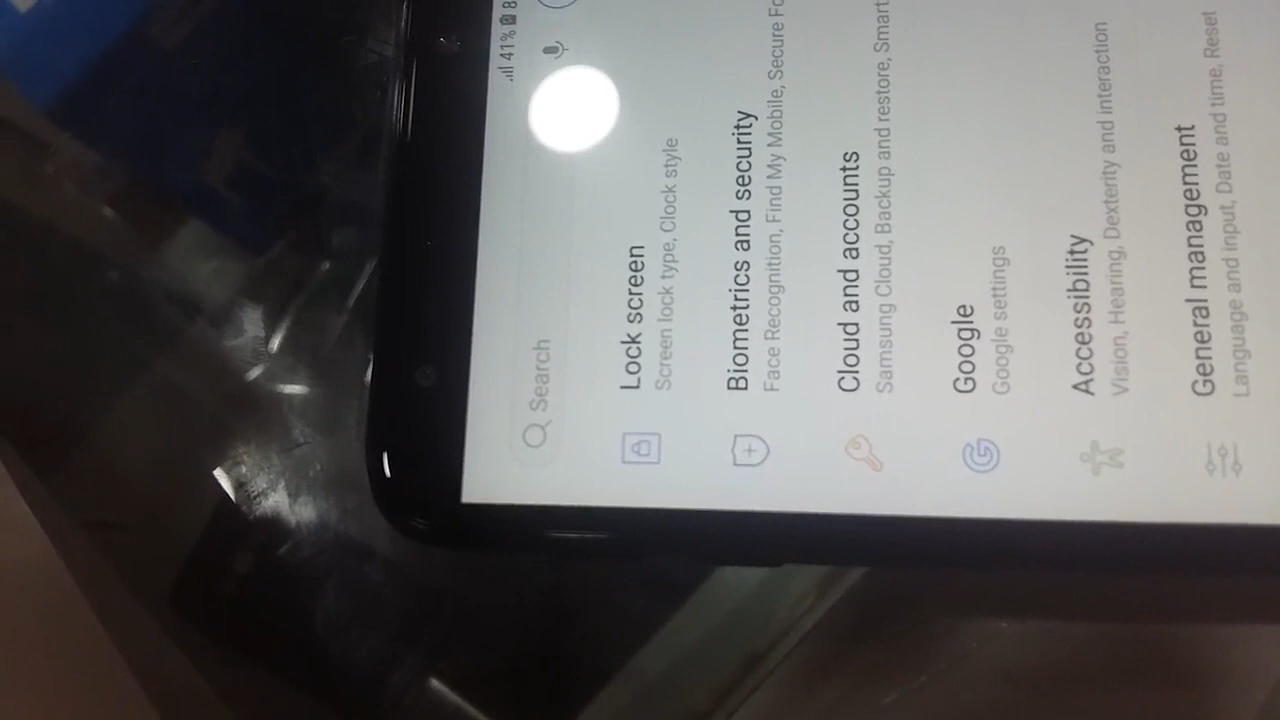 41% 8
Search
Lock screen
Screen lock type, Clock style
Biometrics and security
Face Recognition, Find My Mobile, Secure Fo
Cloud and accounts
Samsung Cloud, Backup and restore, Smart
Google
Google settings
Accessibility
Vision, Hearing, Dexterity and interaction
General management
Language and input, Date and time, Reset